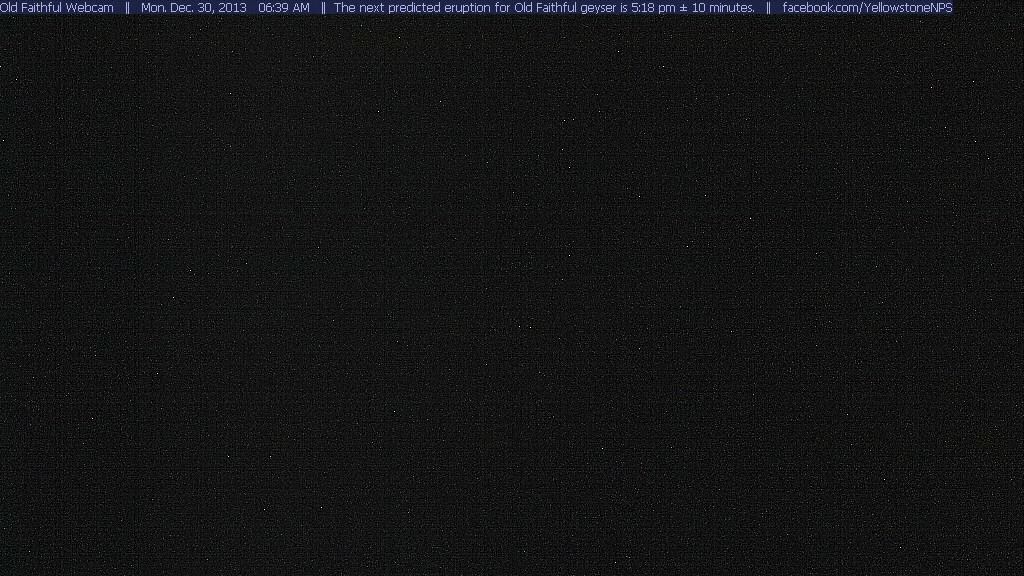 Old Faithful Webcam || Mon. Dec. 30, 2013 06:39 AM || The next predicted eruption for Old Faithful geyser is 5:18 pm ± 10 minutes. || facebook.com/YellowstoneNPS